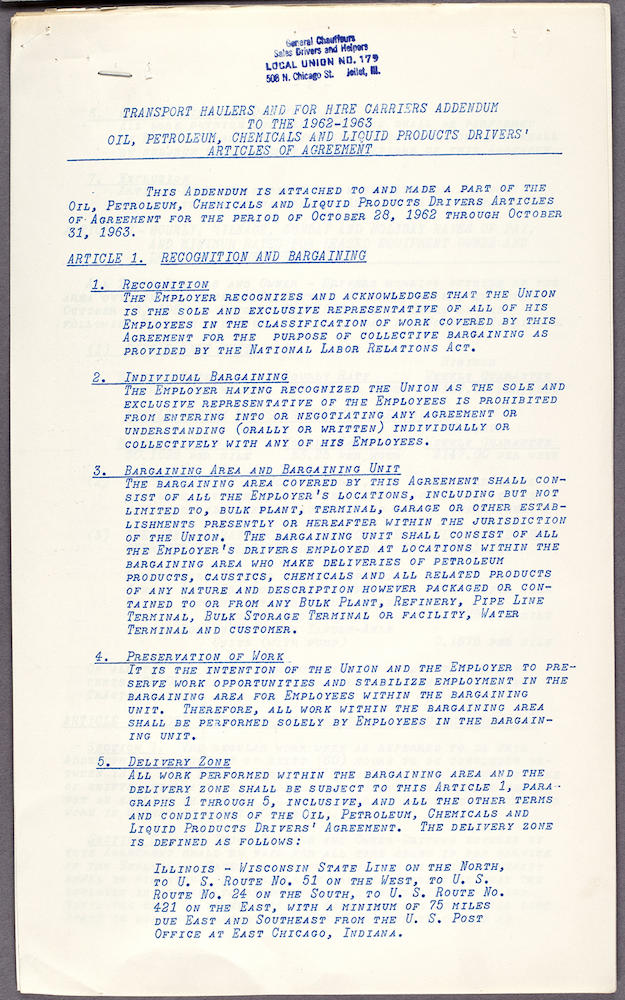 General Chauffeurs
Sales Drivers and Helpers
LOCAL UNION NO. 179
508 N. Chicago St. Joliet, Ill.
TRANSPORT HAULERS AND FOR HIRE CARRIERS ADDENDUM
TO THE 1962-1963
OIL, PETROLEUM, CHEMICALS AND LIQUID PRODUCTS DRIVERS'
ARTICLES OF AGREEMENT
THIS ADDENDUM IS ATTACHED TO AND MADE A PART OF THE
OIL, PETROLEUM, CHEMICALS AND LIQUID PRODUCTS DRIVERS ARTICLES
OF AGREEMENT FOR THE PERIOD OF OCTOBER 28, 1962 THROUGH OCTOBER
31, 1963.
ARTICLE 1. RECOGNITION AND BARGAINING
1. RECOGNITION
THE EMPLOYER RECOGNIZES AND ACKNOWLEDGES THAT THE UNION
IS THE SOLE AND EXCLUSIVE REPRESENTATIVE OF ALL OF HIS
EMPLOYEES IN THE CLASSIFICATION OF WORK COVERED BY THIS
AGREEMENT FOR THE PURPOSE OF COLLECTIVE BARGAINING AS
PROVIDED BY THE NATIONAL LABOR RELATIONS ACT.
2. INDIVIDUAL BARGAINING
THE EMPLOYER HAVING RECOGNIZED THE UNION AS THE SOLE AND
EXCLUSIVE REPRESENTATIVE OF THE EMPLOYEES IS PROHIBITED
FROM ENTERING INTO OR NEGOTIATING ANY AGREEMENT OR
UNDERSTANDING (ORALLY OR WRITTEN) INDIVIDUALLY OR
COLLECTIVELY WITH ANY OF HIS EMPLOYEES.
3. BARGAINING AREA AND BARGAINING UNIT
THE BARGAINING AREA COVERED BY THIS AGREEMENT SHALL CON-
SIST OF ALL THE EMPLOYER'S LOCATIONS, INCLUDING BUT NOT
LIMITED TO, BULK PLANT, TERMINAL, GARAGE OR OTHER ESTAB-
LISHMENTS PRESENTLY OR HEREAFTER WITHIN THE JURISDICTION
OF THE UNION. THE BARGAINING UNIT SHALL CONSIST OF ALL
THE EMPLOYER'S DRIVERS EMPLOYED AT LOCATIONS WITHIN THE
BARGAINING AREA WHO MAKE DELIVERIES OF PETROLEUM
PRODUCTS, CAUSTICS, CHEMICALS AND ALL RELATED PRODUCTS
OF ANY NATURE AND DESCRIPTION HOWEVER PACKAGED OR CON-
TAINED TO OR FROM ANY BULK PLANT, REFINERY, PIPE LINE
TERMINAL, BULK STORAGE TERMINAL OR FACILITY, WATER
TERMINAL AND CUSTOMER.
4. PRESERVATION OF WORK
IT IS THE INTENTION OF THE UNION AND THE EMPLOYER TO PRE-
SERVE WORK OPPORTUNITIES AND STABILIZE EMPLOYMENT IN THE
BARGAINING AREA FOR EMPLOYEES WITHIN THE BARGAINING
UNIT. THEREFORE, ALL WORK WITHIN THE BARGAINING AREA
SHALL BE PERFORMED SOLELY BY EMPLOYEES IN THE BARGAIN-
ING UNIT.
5. DELIVERY ZONE
ALL WORK PERFORMED WITHIN THE BARGAINING AREA AND THE
DELIVERY ZONE SHALL BE SUBJECT TO THIS ARTICLE 1, PARA-
GRAPHS 1 THROUGH 5, INCLUSIVE, AND ALL THE OTHER TERMS
AND CONDITIONS OF THE OIL, PETROLEUM, CHEMICALS AND
LIQUID PRODUCTS DRIVERS' AGREEMENT. THE DELIVERY ZONE
IS DEFINED AS FOLLOWS:
ILLINOIS - WISCONSIN STATE LINE ON THE NORTH,
TO U. S. ROUTE NO. 51 ON THE WEST, TO U. S.
ROUTE NO. 24 ON THE SOUTH, TO U. S. ROUTE NO.
421 ON THE EAST, WITH A MINIMUM OF 75 MILES
DUE EAST AND SOUTHEAST FROM THE U. S. POST
OFFICE AT EAST CHICAGO, INDIANA.